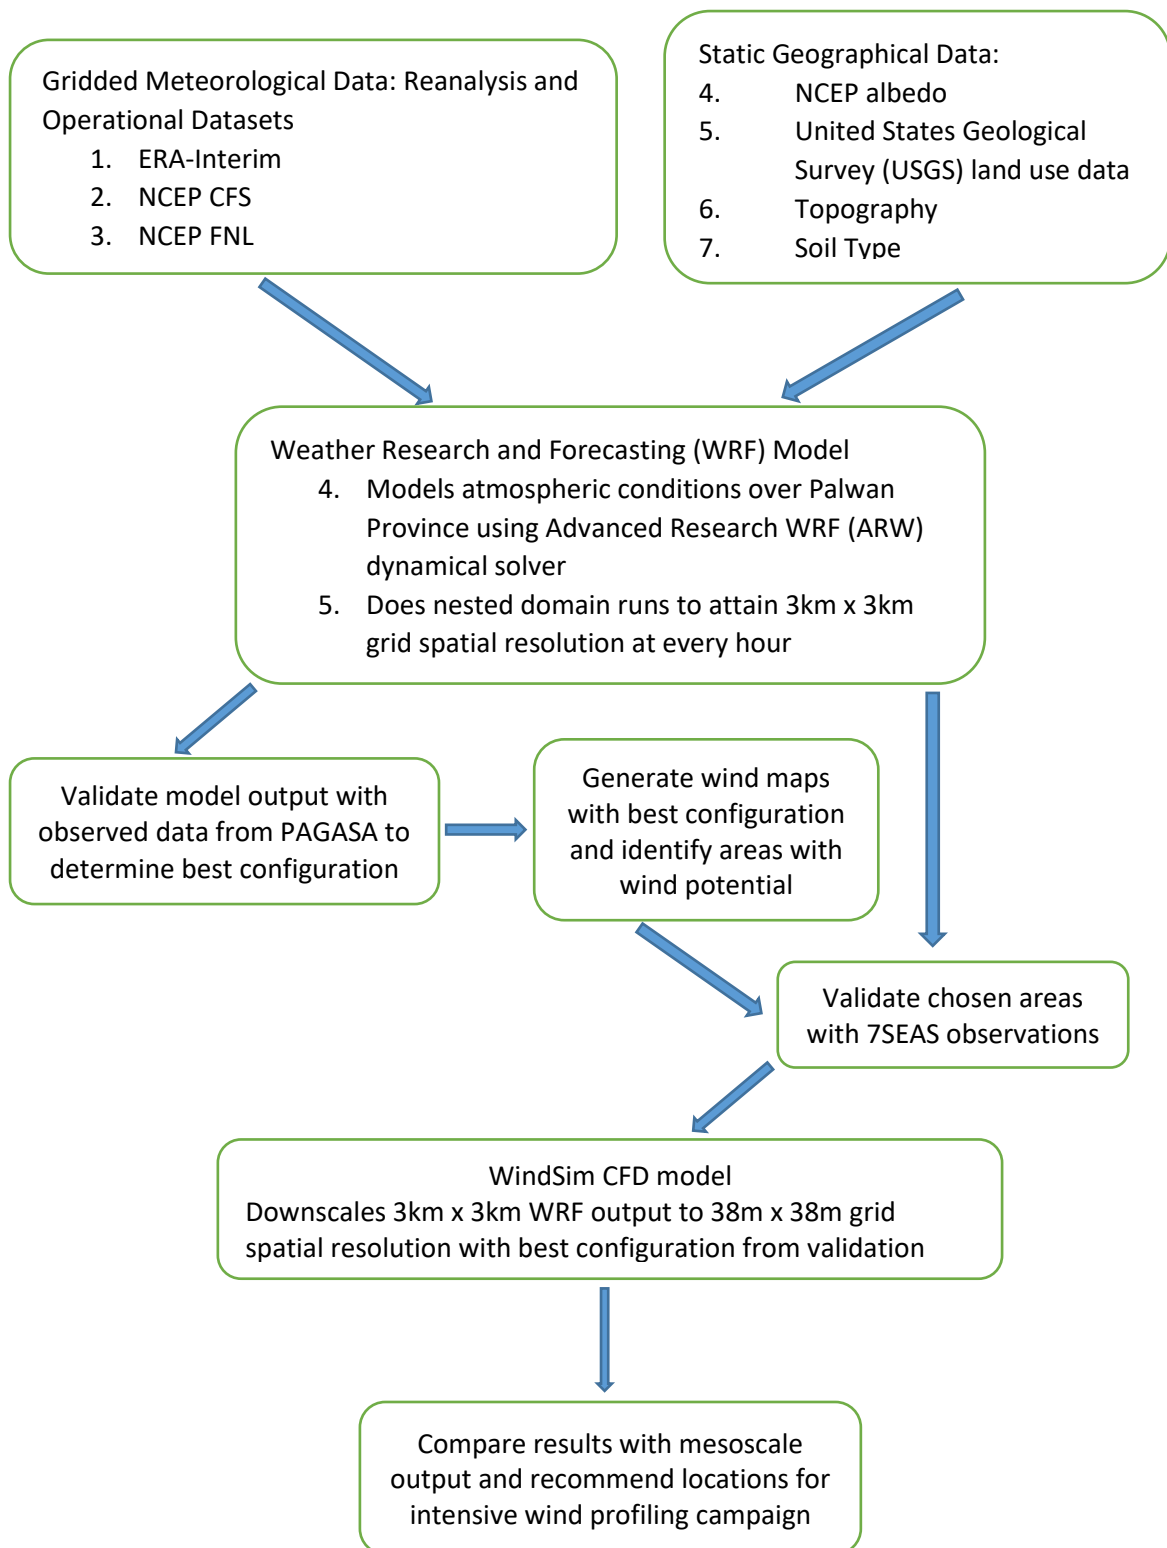 Gridded Meteorological Data: Reanalysis and
Operational Datasets
1. ERA-Interim
2. NCEP CFS
3. NCEP FNL
Static Geographical Data:
4. NCEP albedo
5. United States Geological
Survey (USGS) land use data
6. Topography
7. Soil Type
Weather Research and Forecasting (WRF) Model
4. Models atmospheric conditions over Palwan
Province using Advanced Research WRF (ARW)
dynamical solver
5. Does nested domain runs to attain 3km x 3km
grid spatial resolution at every hour
Validate model output with
observed data from PAGASA to
determine best configuration
Generate wind maps
with best configuration
and identify areas with
wind potential
Validate chosen areas
with 7SEAS observations
WindSim CFD model
Downscales 3km x 3km WRF output to 38m x 38m grid
spatial resolution with best configuration from validation
Compare results with mesoscale
output and recommend locations for
intensive wind profiling campaign